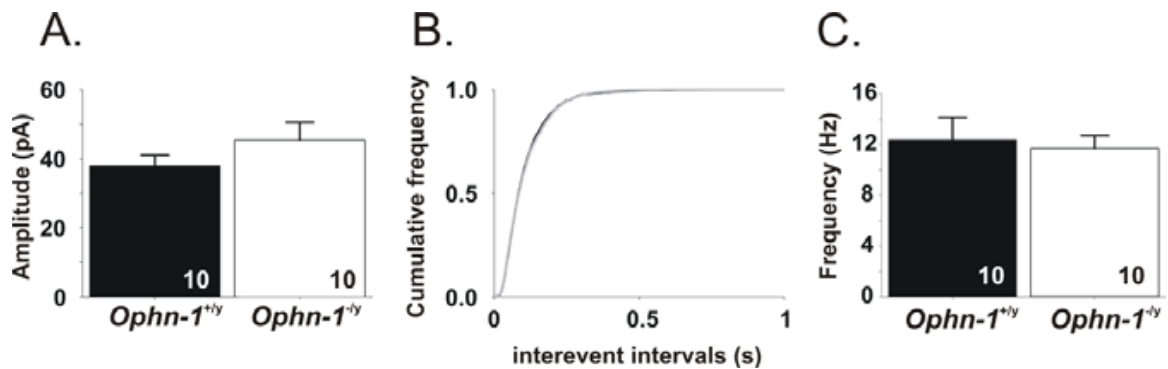 A.
Amplitude (pA)
60
40
20
0
10
10
Ophn-1+/y
Ophn-1-/y
B.
Cumulative frequency
1.0
0.5
0.0
0
0.5
1
interevent intervals (s)
C.
Frequency (Hz)
16
12
8
4
0
10
10
Ophn-1+/y
Ophn-1-/y